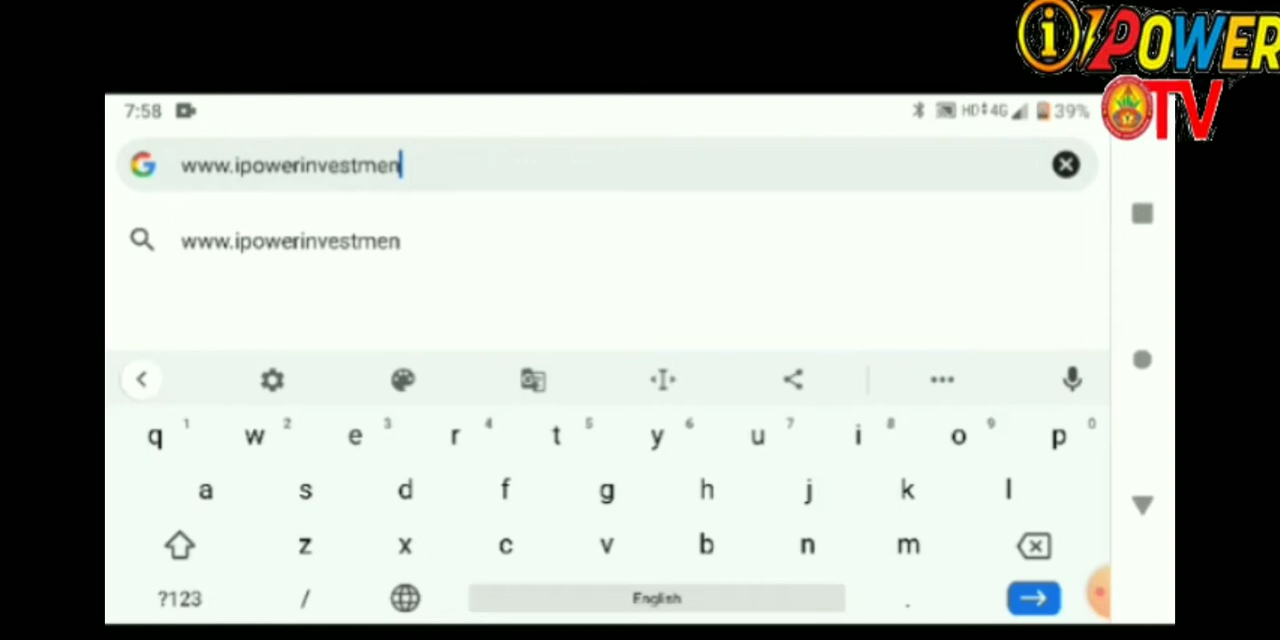 i POWER
TV
7:58 HD 4G 39%
www.ipowerinvestmen
www.ipowerinvestmen
q 1 w 2 e 3 r 4 t 5 y 6 u 7 i 8 o 9 p 0
a s d f g h j k l
z x c v b n m
?123 / English .